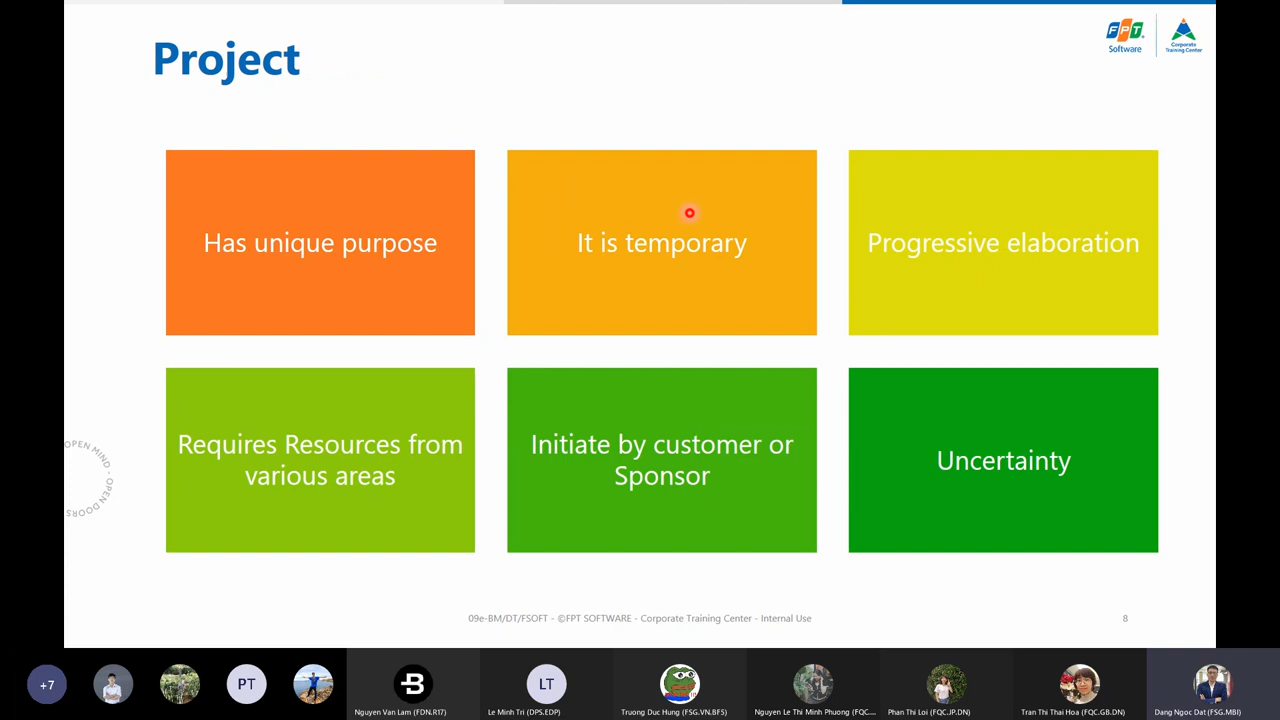 Project
FPT
Software
Corporate
Training Center
Has unique purpose
It is temporary
Progressive elaboration
Requires Resources from
various areas
Initiate by customer or
Sponsor
Uncertainty
OPEN MIND - OPEN DOORS
09e-BM/DT/FSOFT - ©FPT SOFTWARE - Corporate Training Center - Internal Use
8
+7
PT
B
LT
Nguyen Van Lam (FDN.R17)
Le Minh Tri (DPS.EDP)
Truong Duc Hung (FSG.VN.BF5)
Nguyen Le Thi Minh Phuong (FQC....
Phan Thi Loi (FQC.JP.DN)
Tran Thi Thai Hoa (FQC.GB.DN)
Dang Ngoc Dat (FSG.MBI)